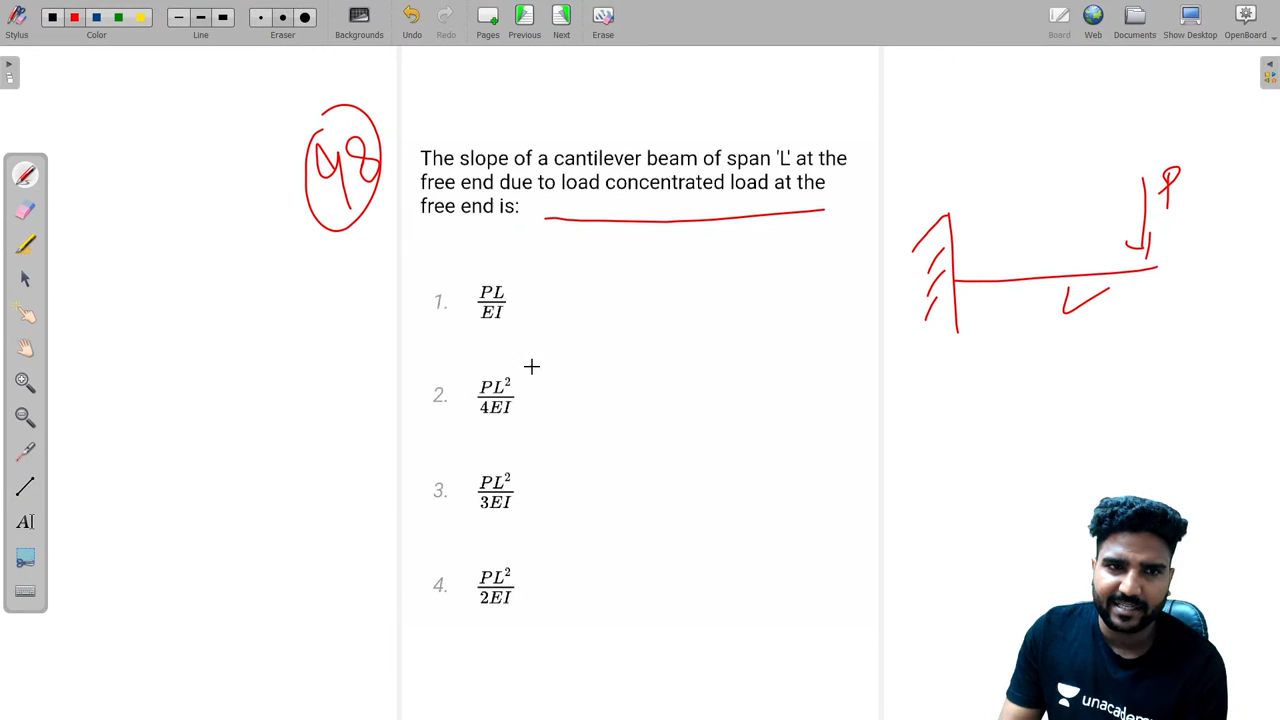 Stylus
Color
Line
Eraser
Backgrounds
Undo
Redo
Pages
Previous
Next
Erase
Board
Web
Documents
Show Desktop
OpenBoard
48
The slope of a cantilever beam of span 'L' at the
free end due to load concentrated load at the
free end is:
1. PL/EI
2. PL²/4EI
3. PL²/3EI
4. PL²/2EI
P
L
AI
unacademy